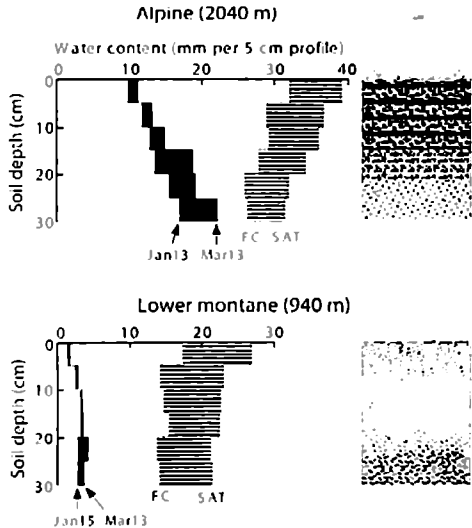 Alpine (2040 m)
Water content (mm per 5 cm profile)
0 10 20 30 40
Soil depth (cm)
0
10
20
30
FC SAT
Jan13 Mar13
Lower montane (940 m)
0 10 20 30
Soil depth (cm)
0
10
20
30
FC SAT
Jan15 Mar13